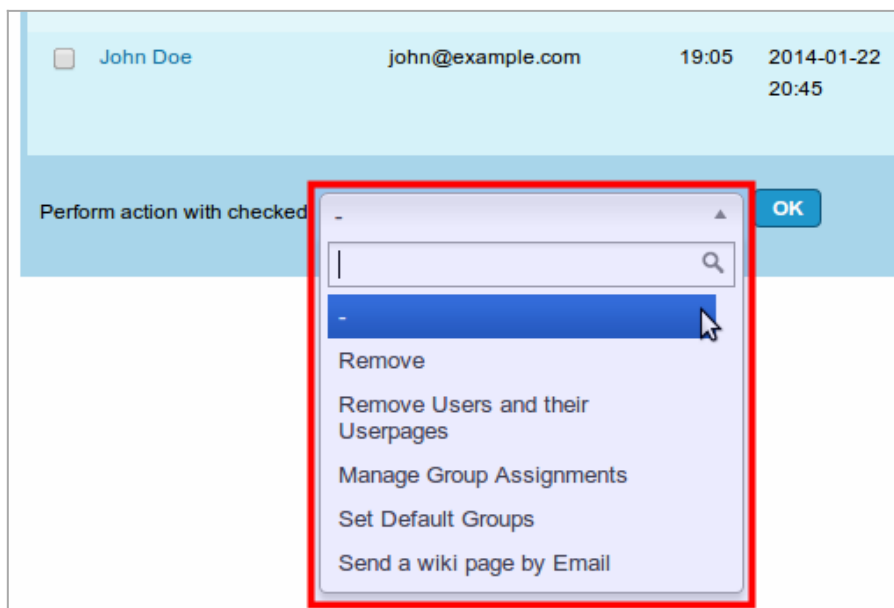 John Doe john@example.com 19:05 2014-01-22
20:45
Perform action with checked - OK
-
Remove
Remove Users and their
Userpages
Manage Group Assignments
Set Default Groups
Send a wiki page by Email